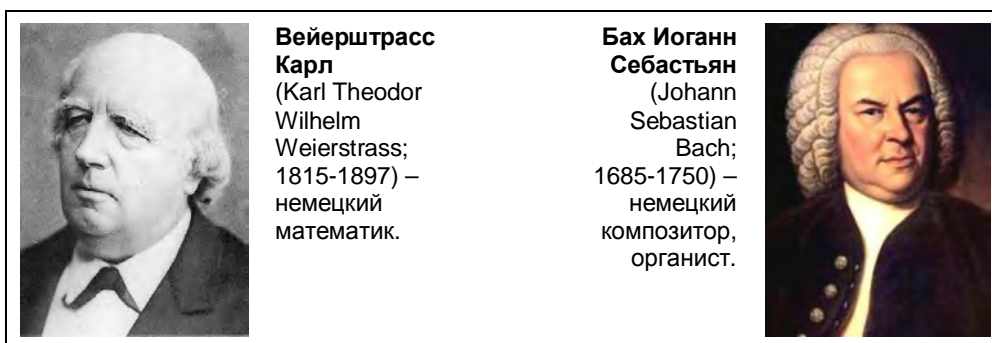 Вейерштрасс
Карл
(Karl Theodor
Wilhelm
Weierstrass;
1815-1897) –
немецкий
математик.
Бах Иоганн
Себастьян
(Johann
Sebastian
Bach;
1685-1750) –
немецкий
композитор,
органист.